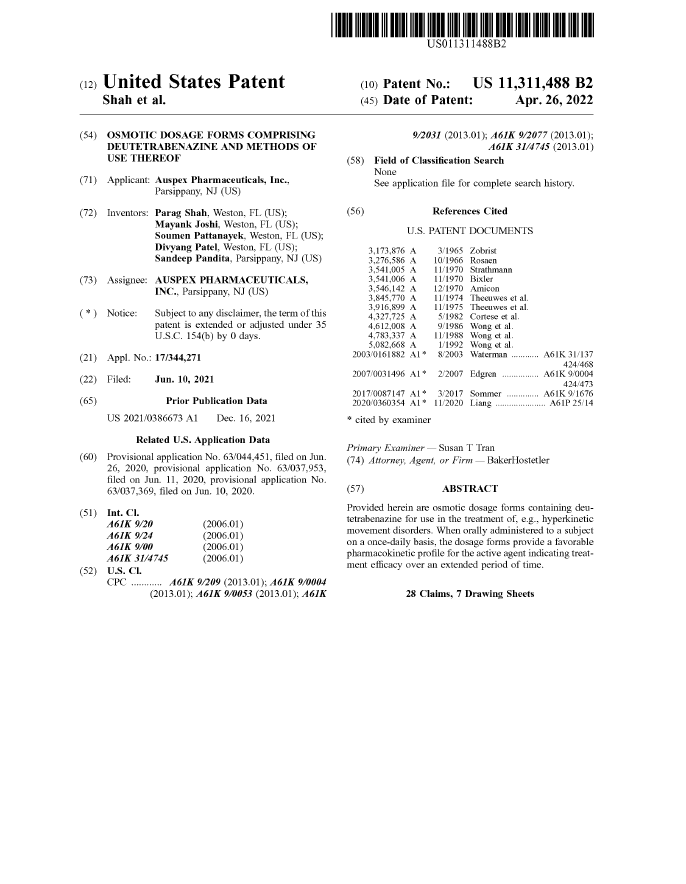 US011311488B2
(12) United States Patent
Shah et al.
(10) Patent No.: US 11,311,488 B2
(45) Date of Patent: Apr. 26, 2022
(54) OSMOTIC DOSAGE FORMS COMPRISING
DEUTETRABENAZINE AND METHODS OF
USE THEREOF
(71) Applicant: Auspex Pharmaceuticals, Inc.,
Parsippany, NJ (US)
(72) Inventors: Parag Shah, Weston, FL (US);
Mayank Joshi, Weston, FL (US);
Soumen Pattanayek, Weston, FL (US);
Divyang Patel, Weston, FL (US);
Sandeep Pandita, Parsippany, NJ (US)
(73) Assignee: AUSPEX PHARMACEUTICALS,
INC., Parsippany, NJ (US)
( * ) Notice: Subject to any disclaimer, the term of this
patent is extended or adjusted under 35
U.S.C. 154(b) by 0 days.
(21) Appl. No.: 17/344,271
(22) Filed: Jun. 10, 2021
(65) Prior Publication Data
US 2021/0386673 A1 Dec. 16, 2021
Related U.S. Application Data
(60) Provisional application No. 63/044,451, filed on Jun.
26, 2020, provisional application No. 63/037,953,
filed on Jun. 11, 2020, provisional application No.
63/037,369, filed on Jun. 10, 2020.
(51) Int. Cl.
A61K 9/20 (2006.01)
A61K 9/24 (2006.01)
A61K 9/00 (2006.01)
A61K 31/4745 (2006.01)
(52) U.S. Cl.
CPC ........... A61K 9/209 (2013.01); A61K 9/0004
(2013.01); A61K 9/0053 (2013.01); A61K
9/2031 (2013.01); A61K 9/2077 (2013.01);
A61K 31/4745 (2013.01)
(58) Field of Classification Search
None
See application file for complete search history.
(56) References Cited
U.S. PATENT DOCUMENTS
3,173,876 A 3/1965 Zobrist
3,276,586 A 10/1966 Rosaen
3,541,005 A 11/1970 Strathmann
3,541,006 A 11/1970 Bixler
3,546,142 A 12/1970 Amicon
3,845,770 A 11/1974 Theeuwes et al.
3,916,899 A 11/1975 Theeuwes et al.
4,327,725 A 5/1982 Cortese et al.
4,612,008 A 9/1986 Wong et al.
4,783,337 A 11/1988 Wong et al.
5,082,668 A 1/1992 Wong et al.
2003/0161882 A1* 8/2003 Waterman ........... A61K 31/137
424/468
2007/0031496 A1* 2/2007 Edgren ............... A61K 9/0004
424/473
2017/0087147 A1* 3/2017 Sommer ............. A61K 9/1676
2020/0360354 A1* 11/2020 Liang ..................... A61P 25/14
* cited by examiner
Primary Examiner — Susan T Tran
(74) Attorney, Agent, or Firm — BakerHostetler
(57) ABSTRACT
Provided herein are osmotic dosage forms containing deu-
tetrabenazine for use in the treatment of, e.g., hyperkinetic
movement disorders. When orally administered to a subject
on a once-daily basis, the dosage forms provide a favorable
pharmacokinetic profile for the active agent indicating treat-
ment efficacy over an extended period of time.
28 Claims, 7 Drawing Sheets